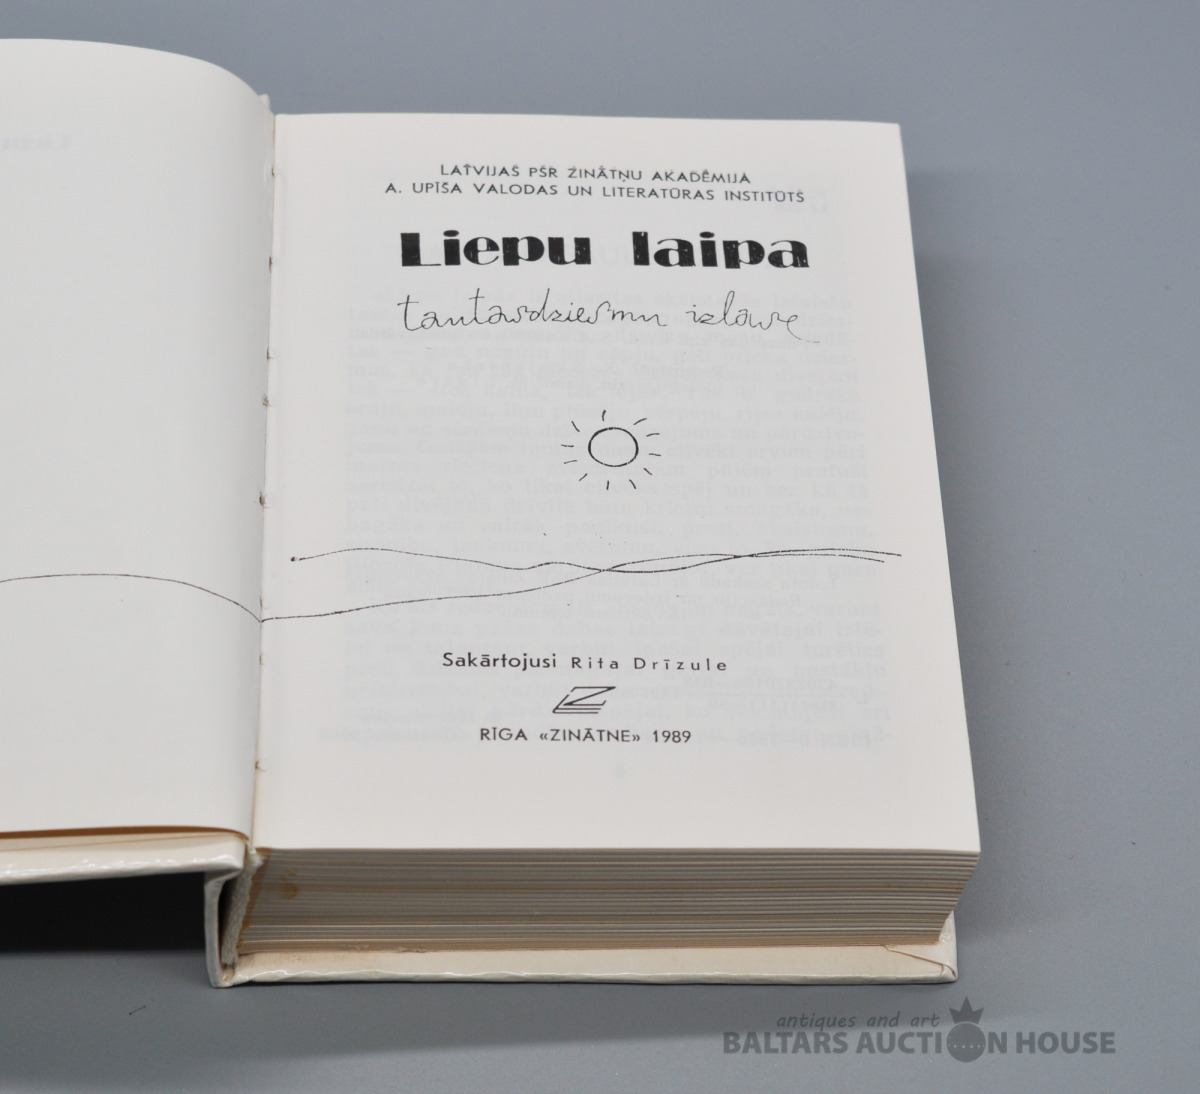 LATVIJAS PSR ZINĀTŅU AKADĒMIJA
A. UPĪŠA VALODAS UN LITERATŪRAS INSTITŪTS
Liepu laipa
tautasdziesmu izlase
Sakārtojusi Rita Drīzule
RĪGA «ZINĀTNE» 1989
antiques and art
BALTARS AUCTION HOUSE